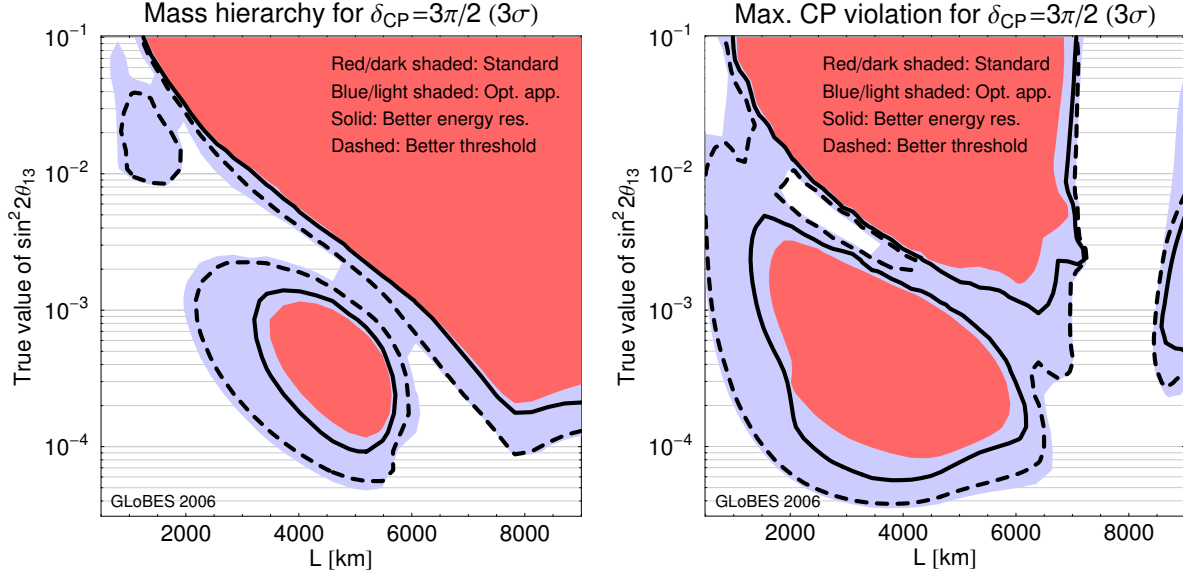 Mass hierarchy for δCP=3π/2 (3σ)
10⁻¹
10⁻²
10⁻³
10⁻⁴
True value of sin²2θ₁₃
Red/dark shaded: Standard
Blue/light shaded: Opt. app.
Solid: Better energy res.
Dashed: Better threshold
GLoBES 2006
2000 4000 6000 8000
L [km]
Max. CP violation for δCP=3π/2 (3σ)
10⁻¹
10⁻²
10⁻³
10⁻⁴
True value of sin²2θ₁₃
Red/dark shaded: Standard
Blue/light shaded: Opt. app.
Solid: Better energy res.
Dashed: Better threshold
GLoBES 2006
2000 4000 6000 8000
L [km]